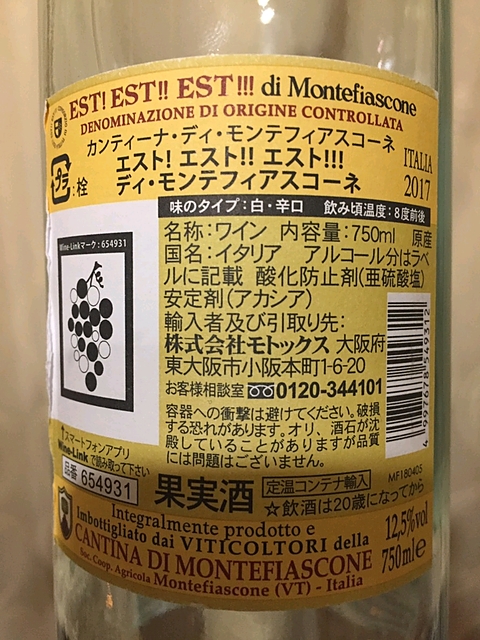 EST! EST!! EST!!! di Montefiascone
DENOMINAZIONE DI ORIGINE CONTROLLATA
カンティーナ・ディ・モンテフィアスコーネ
エスト! エスト!! エスト!!!
ディ・モンテフィアスコーネ
ITALIA
2017
プラ
:栓
味のタイプ:白・辛口 飲み頃温度:8度前後
名称:ワイン 内容量:750ml 原産
国名:イタリア アルコール分はラベ
ルに記載 酸化防止剤(亜硫酸塩)
安定剤(アカシア)
輸入者及び引取り先:
株式会社モトックス 大阪府
東大阪市小阪本町1-6-20
お客様相談室 0120-344101
容器への衝撃は避けてください。破損
する恐れがあります。オリ、酒石が沈
殿していることがありますが品質
には問題はございません。
Wine-Linkマーク:654931
↑スマートフォンアプリ
Wine-Linkで読み取って下さい
品番 654931
果実酒
定温コンテナ輸入
☆飲酒は20歳になってから
4 997678 549312
MF180405
Integralmente prodotto e
Imbottigliato dai VITICOLTORI della
CANTINA DI MONTEFIASCONE
Soc. Coop. Agricola Montefiascone (VT) - Italia
12,5%vol
750ml e